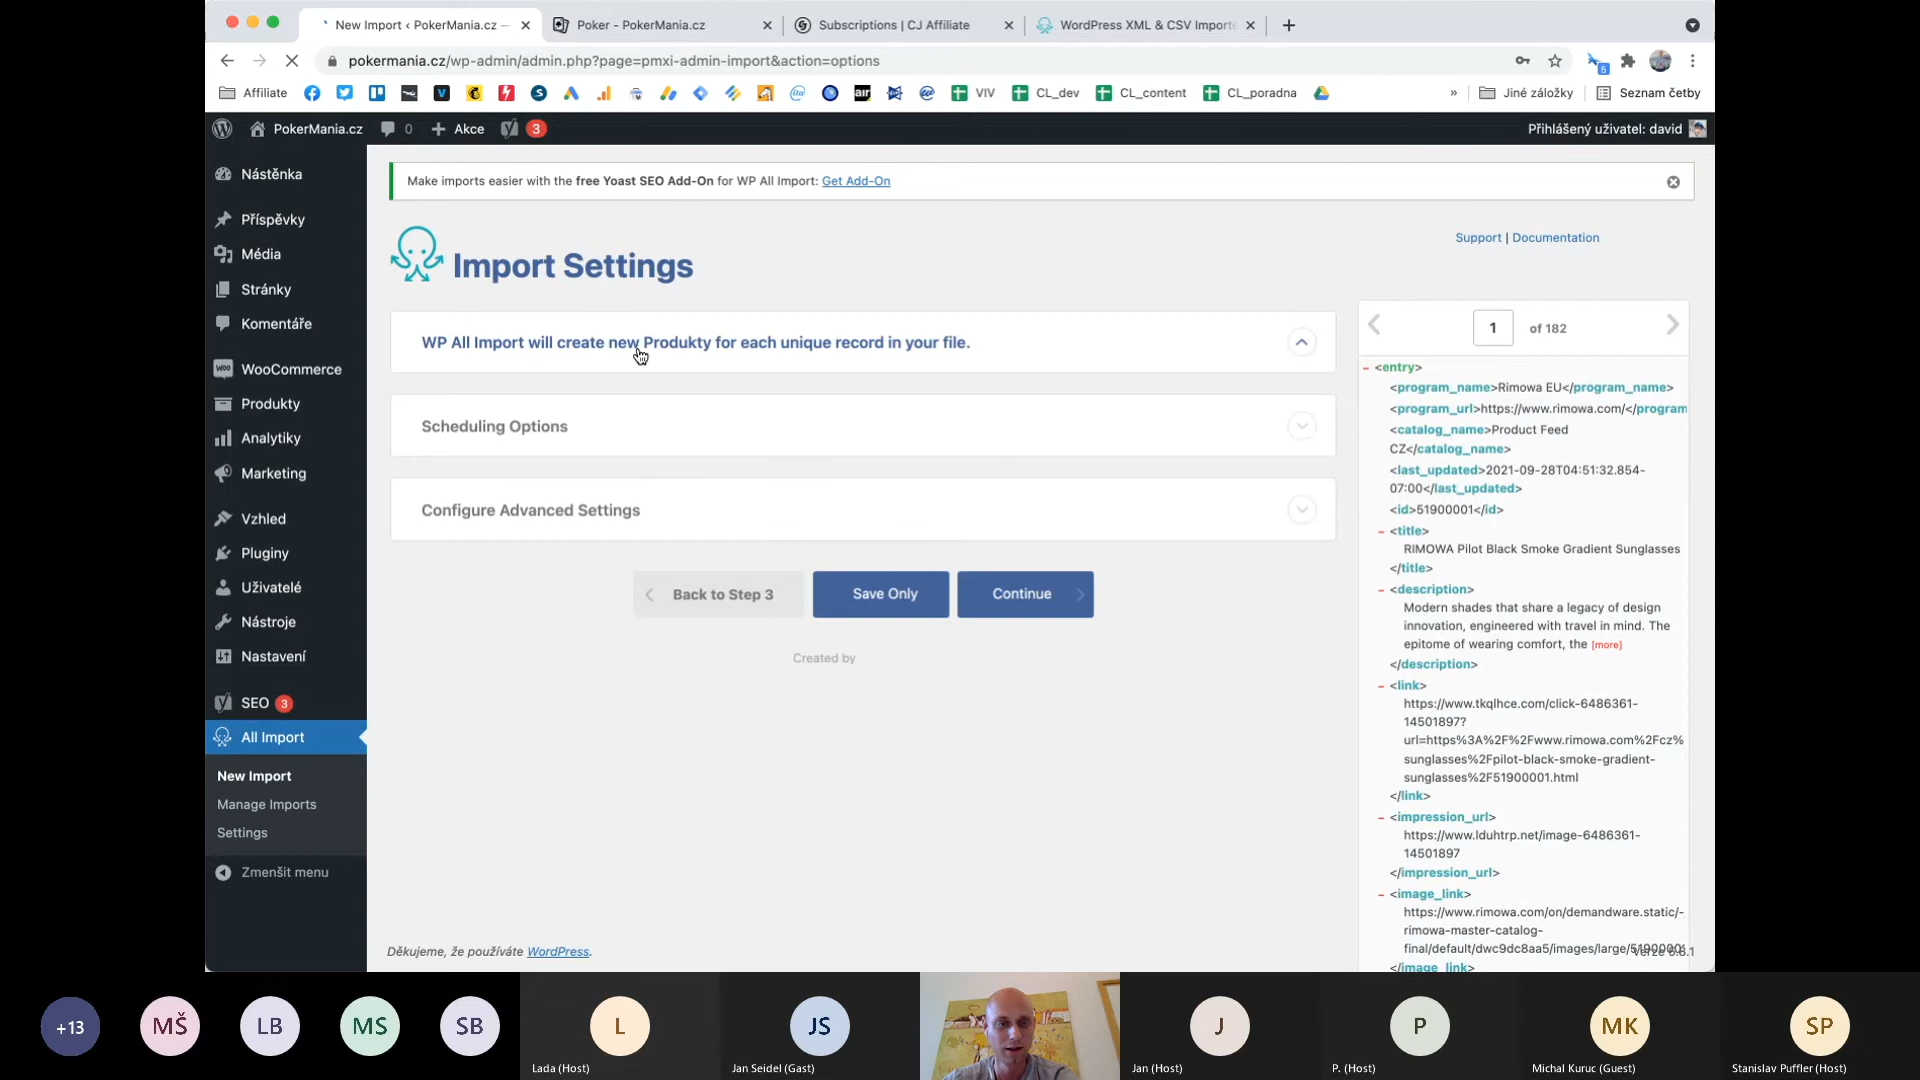 New Import ‹ PokerMania.cz —
Poker - PokerMania.cz
Subscriptions | CJ Affiliate
WordPress XML & CSV Importe
pokermania.cz/wp-admin/admin.php?page=pmxi-admin-import&action=options
5
Affiliate
air
VIV
CL_dev
CL_content
CL_poradna
»
Jiné záložky
Seznam četby
PokerMania.cz
0
+ Akce
3
Přihlášený uživatel: david
Nástěnka
Příspěvky
Média
Stránky
Komentáře
WooCommerce
Produkty
Analytiky
Marketing
Vzhled
Pluginy
Uživatelé
Nástroje
Nastavení
SEO 3
All Import
New Import
Manage Imports
Settings
Zmenšit menu
Make imports easier with the free Yoast SEO Add-On for WP All Import: Get Add-On
Support | Documentation
Import Settings
WP All Import will create new Produkty for each unique record in your file.
Scheduling Options
Configure Advanced Settings
Back to Step 3
Save Only
Continue
Created by
Děkujeme, že používáte WordPress.
1 of 182
<entry>
<program_name>Rimowa EU</program_name>
<program_url>https://www.rimowa.com/</program
<catalog_name>Product Feed
CZ</catalog_name>
<last_updated>2021-09-28T04:51:32.854-
07:00</last_updated>
<id>51900001</id>
<title>
RIMOWA Pilot Black Smoke Gradient Sunglasses
</title>
<description>
Modern shades that share a legacy of design
innovation, engineered with travel in mind. The
epitome of wearing comfort, the [more]
</description>
<link>
https://www.tkqlhce.com/click-6486361-
14501897?
url=https%3A%2F%2Fwww.rimowa.com%2Fcz%
sunglasses%2Fpilot-black-smoke-gradient-
sunglasses%2F51900001.html
</link>
<impression_url>
https://www.lduhtrp.net/image-6486361-
14501897
</impression_url>
<image_link>
https://www.rimowa.com/on/demandware.static/-
rimowa-master-catalog-
final/default/dwc9dc8aa5/images/large/5190000
</image_link>
+13
MŠ
LB
MS
SB
L
Lada (Host)
JS
Jan Seidel (Gast)
J
Jan (Host)
P
P. (Host)
MK
Michal Kuruc (Guest)
SP
Stanislav Puffler (Host)